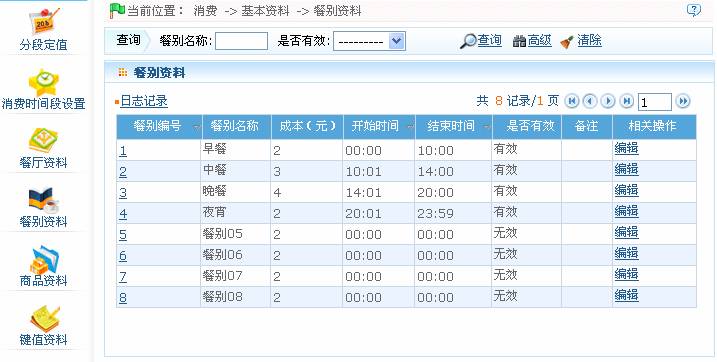 当前位置： 消费 -> 基本资料 -> 餐别资料
查询 餐别名称: 是否有效: --------- 查询 高级 清除
分段定值
消费时间段设置
餐厅资料
餐别资料
商品资料
键值资料
餐别资料
日志记录 共 8 记录/1 页 1
餐别编号 餐别名称 成本（元） 开始时间 结束时间 是否有效 备注 相关操作
1 早餐 2 00:00 10:00 有效 编辑
2 中餐 3 10:01 14:00 有效 编辑
3 晚餐 4 14:01 20:00 有效 编辑
4 夜宵 2 20:01 23:59 有效 编辑
5 餐别05 2 00:00 00:00 无效 编辑
6 餐别06 2 00:00 00:00 无效 编辑
7 餐别07 2 00:00 00:00 无效 编辑
8 餐别08 2 00:00 00:00 无效 编辑